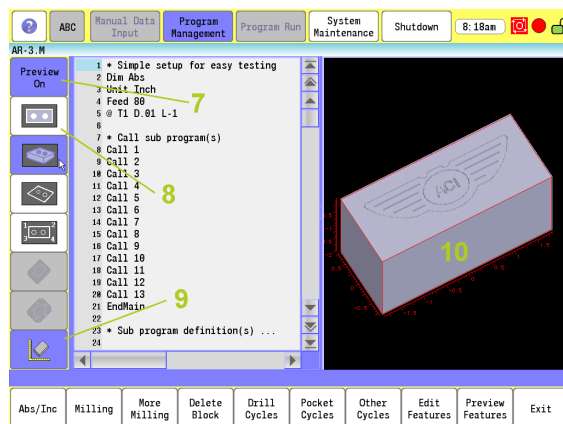 ?
ABC
Manual Data
Input
Program
Management
Program Run
System
Maintenance
Shutdown
8:18am
AR-3.M
Preview
On
1 * Simple setup for easy testing
2 Dim Abs
3 Unit Inch
4 Feed 80
5 @ T1 D.01 L-1
6
7 * Call sub program(s)
8 Call 1
9 Call 2
10 Call 3
11 Call 4
12 Call 5
13 Call 6
14 Call 7
15 Call 8
16 Call 9
17 Call 10
18 Call 11
19 Call 12
20 Call 13
21 EndMain
22
23 * Sub program definition(s) ...
24
7
8
9
10
ACI
1 2
3 4
Abs/Inc
Milling
More
Milling
Delete
Block
Drill
Cycles
Pocket
Cycles
Other
Cycles
Edit
Features
Preview
Features
Exit